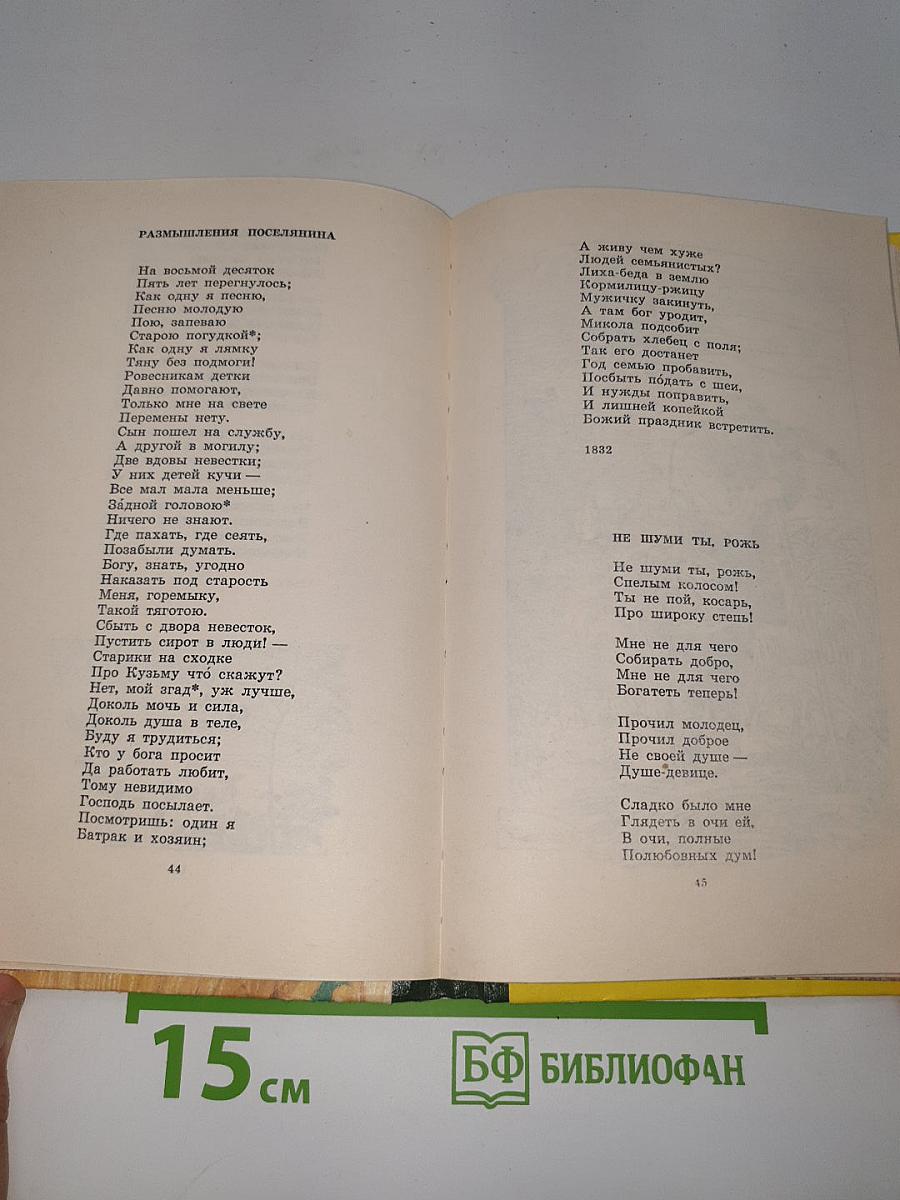 РАЗМЫШЛЕНИЯ ПОСЕЛЯНИНА
На восьмой десяток
Пять лет перегнулось;
Как одну я песню,
Песню молодую
Пою, запеваю
Старою погудкой*;
Как одну я лямку
Тяну без подмоги!
Ровесникам детки
Давно помогают,
Только мне на свете
Перемены нету.
Сын пошел на службу,
А другой в могилу;
Две вдовы невестки;
У них детей кучи —
Все мал мала меньше;
За́дной головою*
Ничего не знают.
Где пахать, где сеять,
Позабыли думать.
Богу, знать, угодно
Наказать под старость
Меня, горемыку,
Такой тяготою.
Сбыть с двора невесток,
Пустить сирот в люди! —
Старики на сходке
Про Кузьму что́ скажут?
Нет, мой згад*, уж лучше,
Доколь мочь и сила,
Доколь душа в теле,
Буду я трудиться;
Кто у бога просит
Да работать любит,
Тому невидимо
Господь посылает.
Посмотришь: один я
Батрак и хозяин;
44
А живу чем хуже
Людей семьянистых?
Лиха-беда в землю
Кормилицу-ржицу
Мужичку закинуть,
А там бог уродит,
Микола подсобит
Собрать хлебец с поля;
Так его достанет
Год семью пробавить,
Посбыть по́дать с шеи,
И нужды поправить,
И лишней копейкой
Божий праздник встретить.
1832
НЕ ШУМИ ТЫ, РОЖЬ
Не шуми ты, рожь,
Спелым колосом!
Ты не пой, косарь,
Про широку степь!
Мне не для чего
Собирать добро,
Мне не для чего
Богатеть теперь!
Прочил молодец,
Прочил доброе
Не своей душе —
Душе-девице.
Сладко было мне
Глядеть в очи ей,
В очи, полные
Полюбовных дум!
45
15 см
БФ БИБЛИОФАН